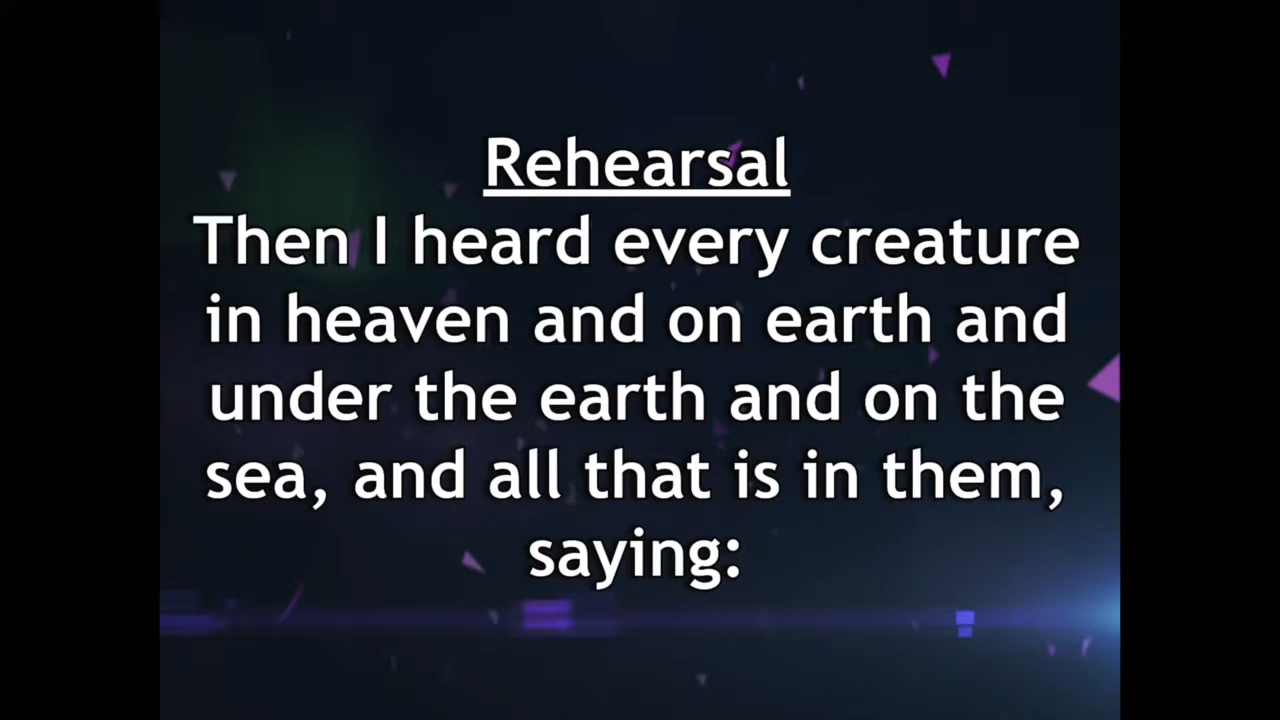 Rehearsal
Then I heard every creature
in heaven and on earth and
under the earth and on the
sea, and all that is in them,
saying: